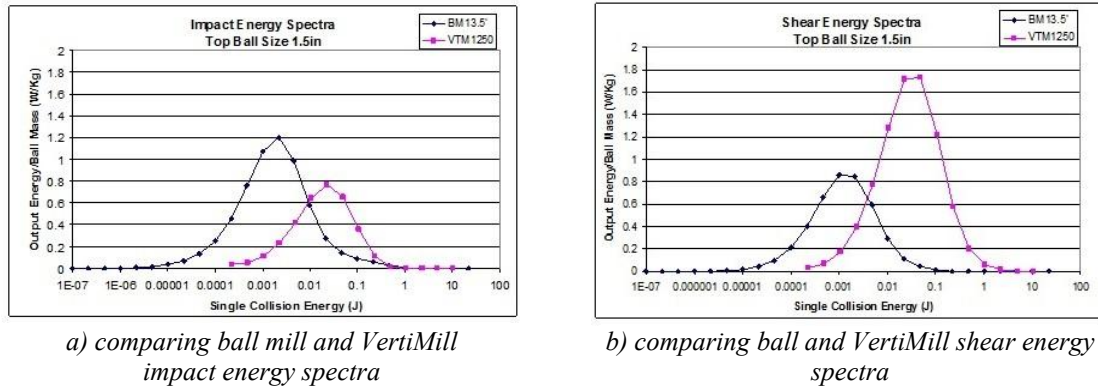 Impact Energy Spectra
Top Ball Size 1.5in
BM13.5'
VTM1250
Output Energy/Ball Mass (W/Kg)
2
1.8
1.6
1.4
1.2
1
0.8
0.6
0.4
0.2
0
1E-07 1E-06 0.00001 0.0001 0.001 0.01 0.1 1 10 100
Single Collision Energy (J)
a) comparing ball mill and VertiMill
impact energy spectra
Shear Energy Spectra
Top Ball Size 1.5in
BM13.5'
VTM1250
Output Energy/Ball Mass (W/Kg)
2
1.8
1.6
1.4
1.2
1
0.8
0.6
0.4
0.2
0
1E-07 0.000001 0.00001 0.0001 0.001 0.01 0.1 1 10 100
Single Collision Energy (J)
b) comparing ball and VertiMill shear energy
spectra